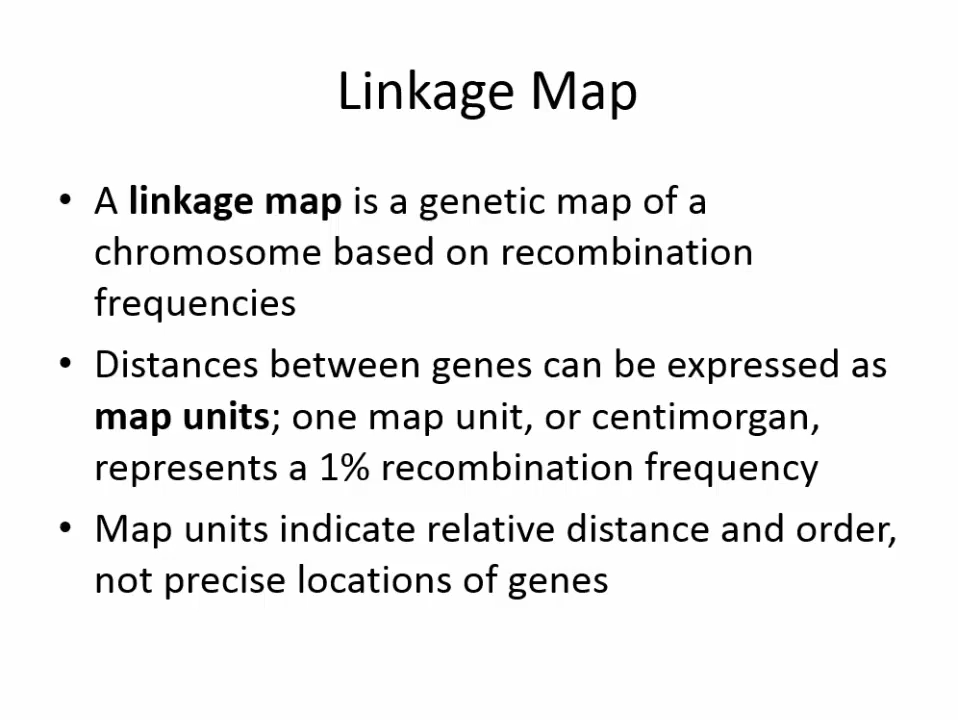 Linkage Map
• A linkage map is a genetic map of a
chromosome based on recombination
frequencies
• Distances between genes can be expressed as
map units; one map unit, or centimorgan,
represents a 1% recombination frequency
• Map units indicate relative distance and order,
not precise locations of genes